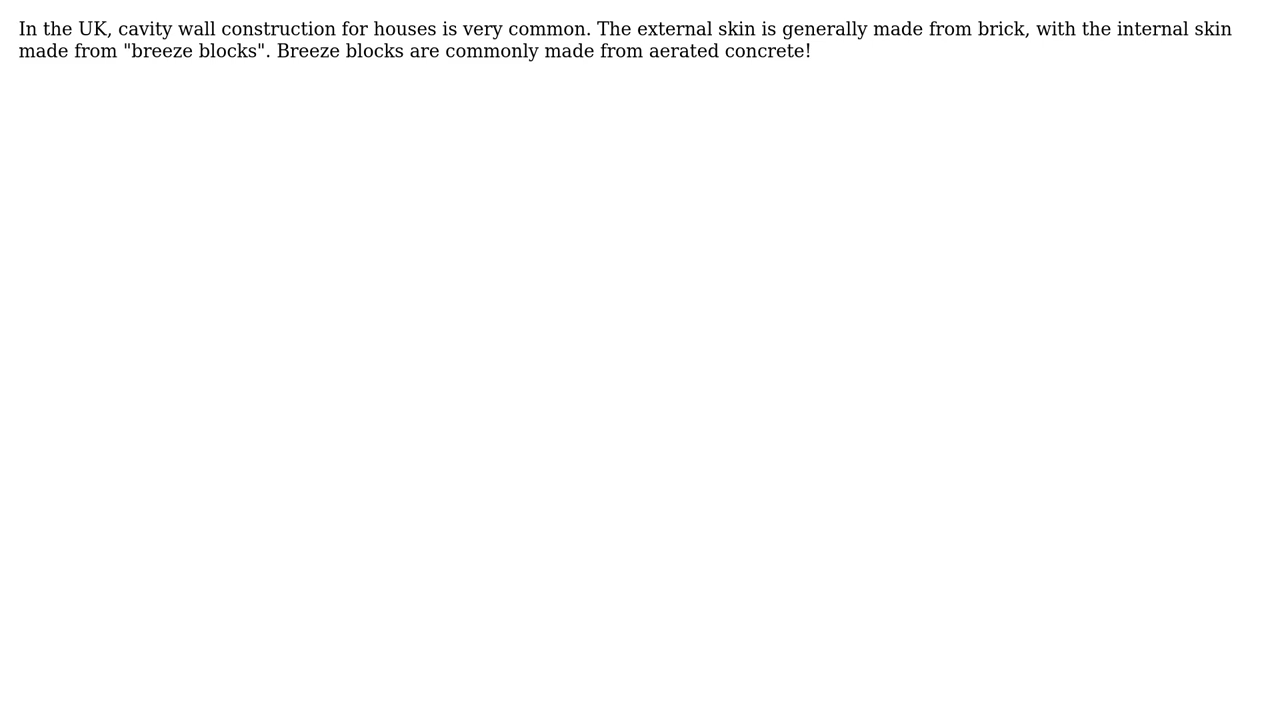 In the UK, cavity wall construction for houses is very common. The external skin is generally made from brick, with the internal skin
made from "breeze blocks". Breeze blocks are commonly made from aerated concrete!